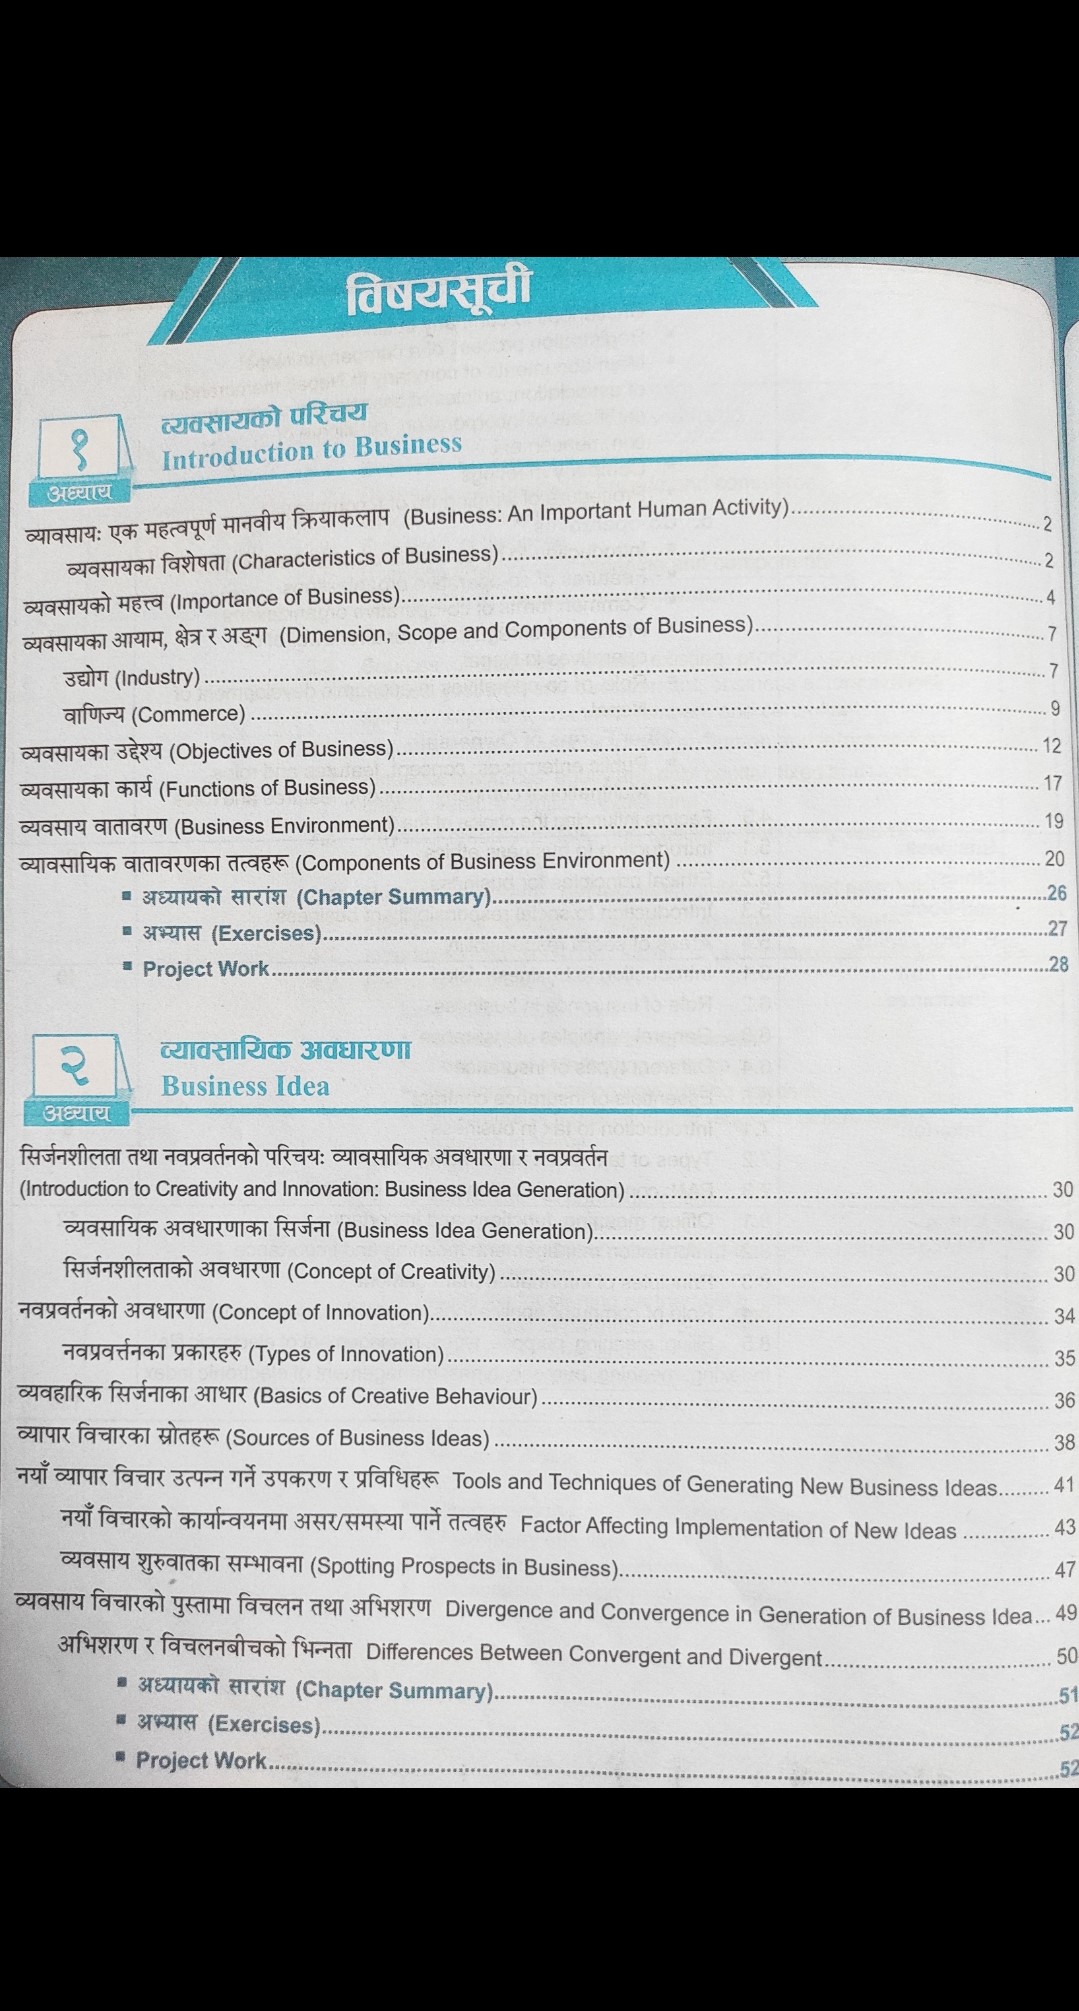 विषयसूची
१
अध्याय
व्यवसायको परिचय
Introduction to Business
व्यावसायः एक महत्वपूर्ण मानवीय क्रियाकलाप (Business: An Important Human Activity)..................2
व्यवसायका विशेषता (Characteristics of Business)..................2
व्यवसायको महत्त्व (Importance of Business)..................4
व्यवसायका आयाम, क्षेत्र र अङ्ग (Dimension, Scope and Components of Business)..................7
उद्योग (Industry)..................7
वाणिज्य (Commerce)..................9
व्यवसायका उद्देश्य (Objectives of Business)..................12
व्यवसायका कार्य (Functions of Business)..................17
व्यवसाय वातावरण (Business Environment)..................19
व्यावसायिक वातावरणका तत्वहरू (Components of Business Environment)..................20
▪ अध्यायको सारांश (Chapter Summary)..................26
▪ अभ्यास (Exercises)..................27
▪ Project Work..................28
२
अध्याय
व्यावसायिक अवधारणा
Business Idea
सिर्जनशीलता तथा नवप्रवर्तनको परिचयः व्यावसायिक अवधारणा र नवप्रवर्तन
(Introduction to Creativity and Innovation: Business Idea Generation)..................30
व्यवसायिक अवधारणाका सिर्जना (Business Idea Generation)..................30
सिर्जनशीलताको अवधारणा (Concept of Creativity)..................30
नवप्रवर्तनको अवधारणा (Concept of Innovation)..................34
नवप्रवर्त्तनका प्रकारहरु (Types of Innovation)..................35
व्यवहारिक सिर्जनाका आधार (Basics of Creative Behaviour)..................36
व्यापार विचारका स्रोतहरू (Sources of Business Ideas)..................38
नयाँ व्यापार विचार उत्पन्न गर्ने उपकरण र प्रविधिहरू Tools and Techniques of Generating New Business Ideas.........41
नयाँ विचारको कार्यान्वयनमा असर/समस्या पार्ने तत्वहरु Factor Affecting Implementation of New Ideas ..............43
व्यवसाय शुरुवातका सम्भावना (Spotting Prospects in Business)..................47
व्यवसाय विचारको पुस्तामा विचलन तथा अभिशरण Divergence and Convergence in Generation of Business Idea...49
अभिशरण र विचलनबीचको भिन्नता Differences Between Convergent and Divergent..................50
▪ अध्यायको सारांश (Chapter Summary)..................51
▪ अभ्यास (Exercises)..................52
▪ Project Work..................52